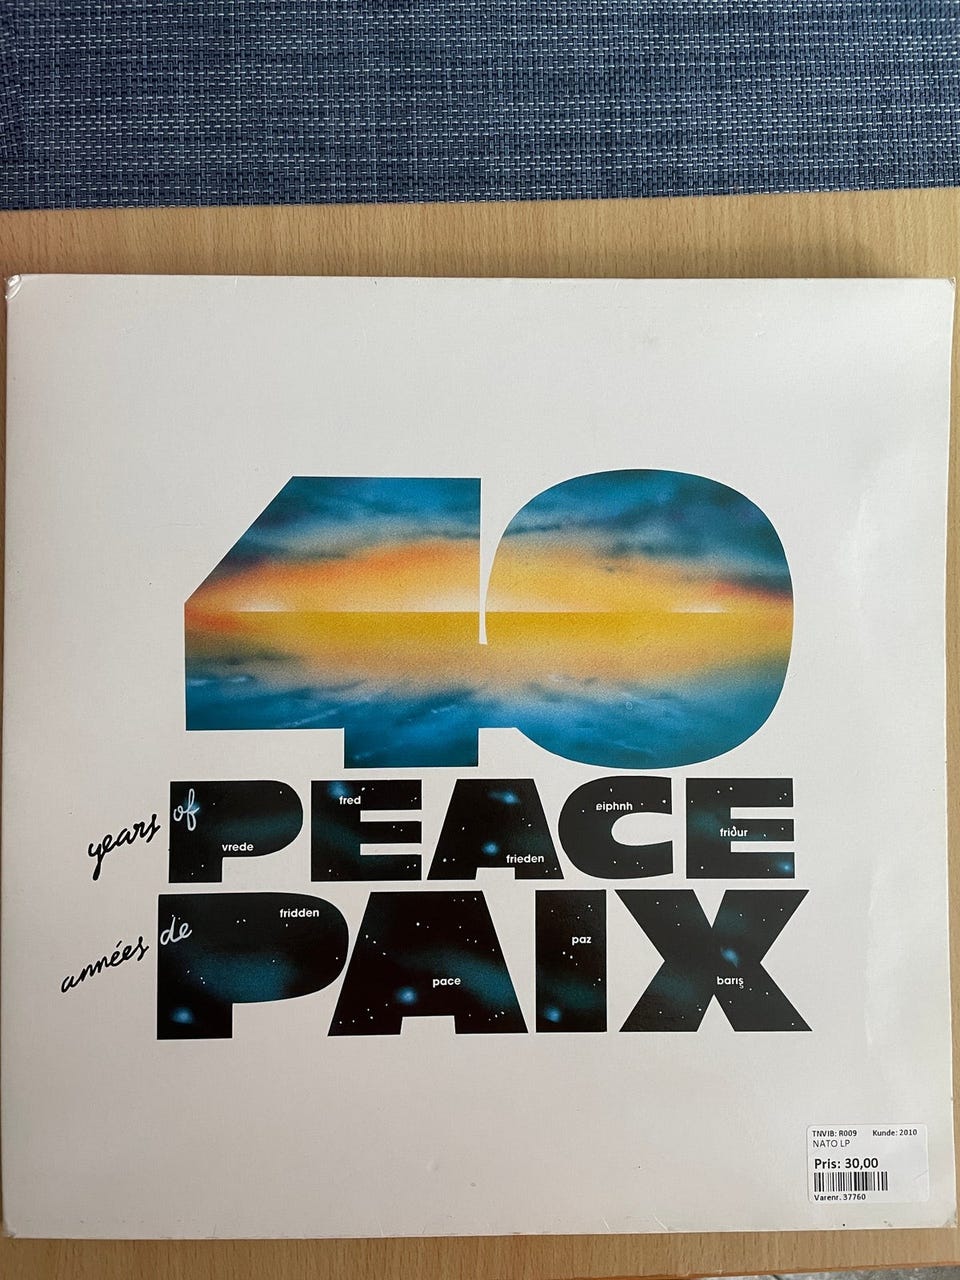 40
years of PEACE
fred
eiphnh
vrede
friður
frieden
années de PAIX
fridden
paz
pace
barış
TNVIB: R009 Kunde: 2010
NATO LP
Pris: 30,00
Varenr. 37760